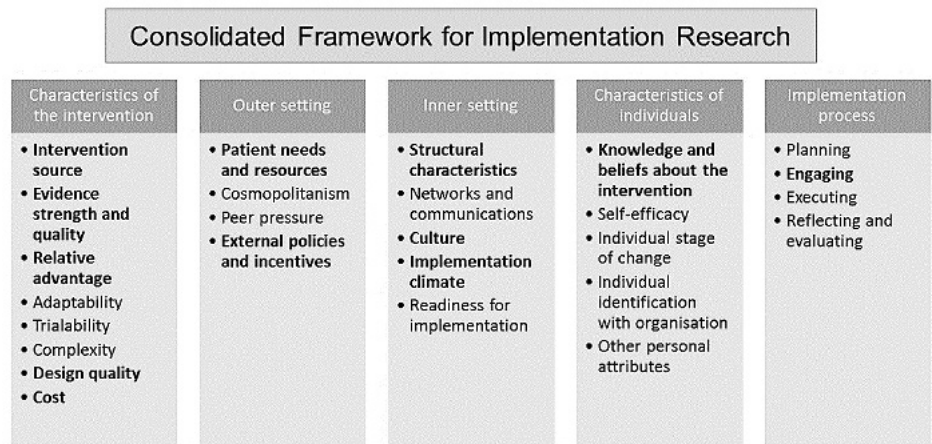 Consolidated Framework for Implementation Research
Characteristics of
the intervention
• Intervention
source
• Evidence
strength and
quality
• Relative
advantage
• Adaptability
• Trialability
• Complexity
• Design quality
• Cost
Outer setting
• Patient needs
and resources
• Cosmopolitanism
• Peer pressure
• External policies
and incentives
Inner setting
• Structural
characteristics
• Networks and
communications
• Culture
• Implementation
climate
• Readiness for
implementation
Characteristics of
individuals
• Knowledge and
beliefs about the
intervention
• Self-efficacy
• Individual stage
of change
• Individual
identification
with organisation
• Other personal
attributes
Implementation
process
• Planning
• Engaging
• Executing
• Reflecting and
evaluating